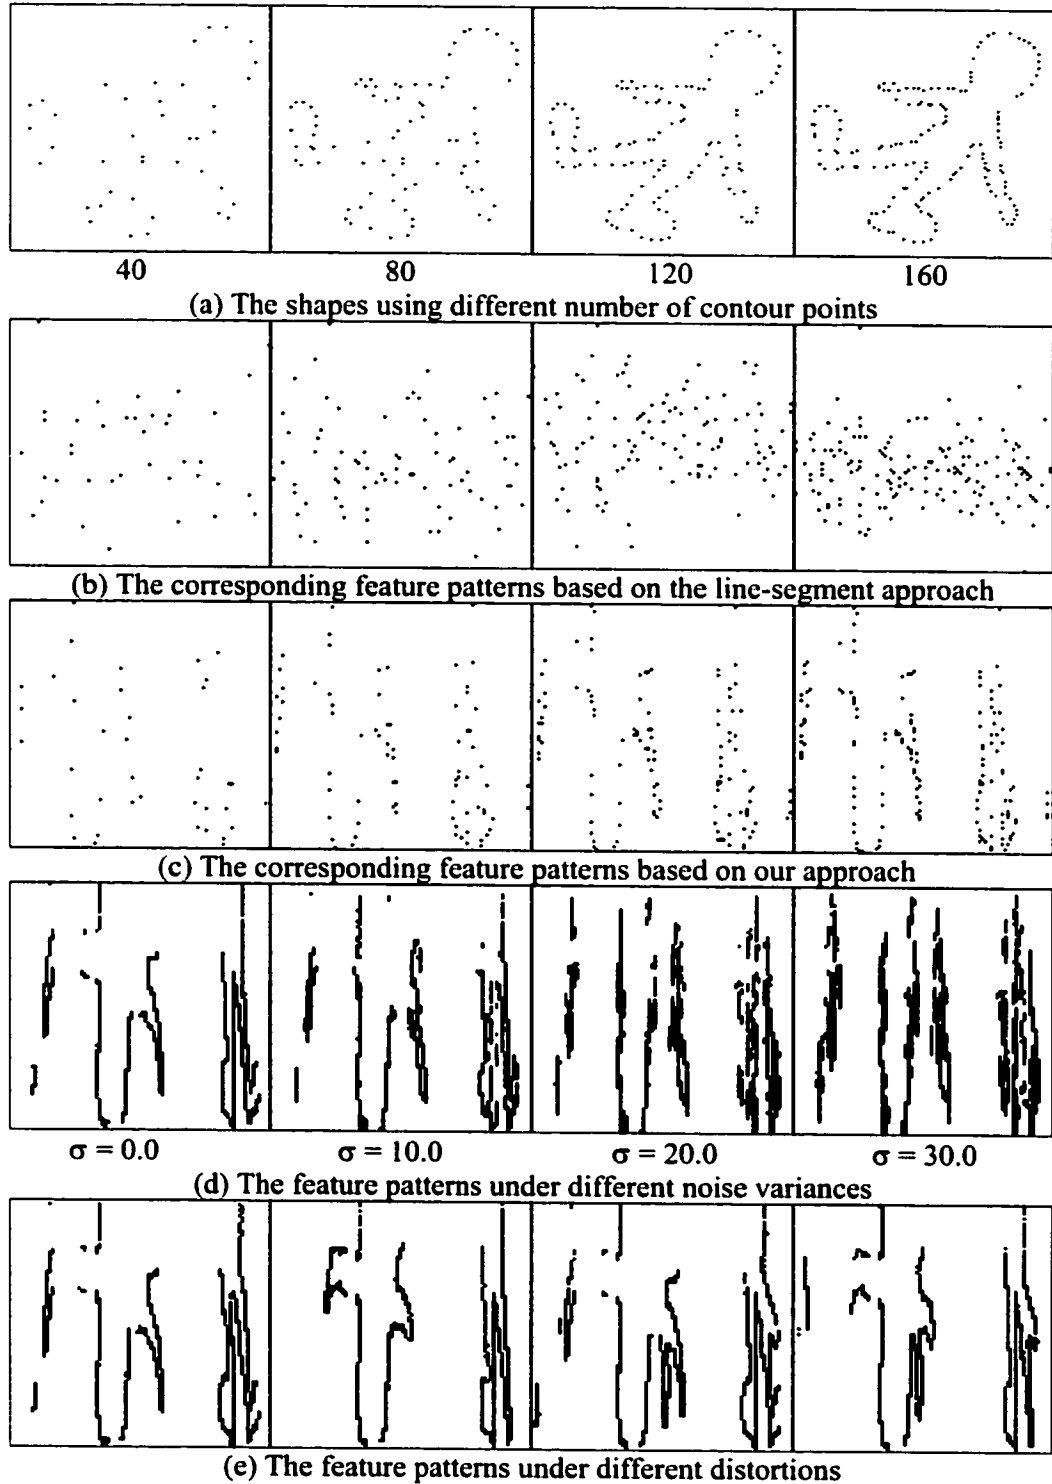 40 80 120 160
(a) The shapes using different number of contour points
(b) The corresponding feature patterns based on the line-segment approach
(c) The corresponding feature patterns based on our approach
σ = 0.0 σ = 10.0 σ = 20.0 σ = 30.0
(d) The feature patterns under different noise variances
(e) The feature patterns under different distortions